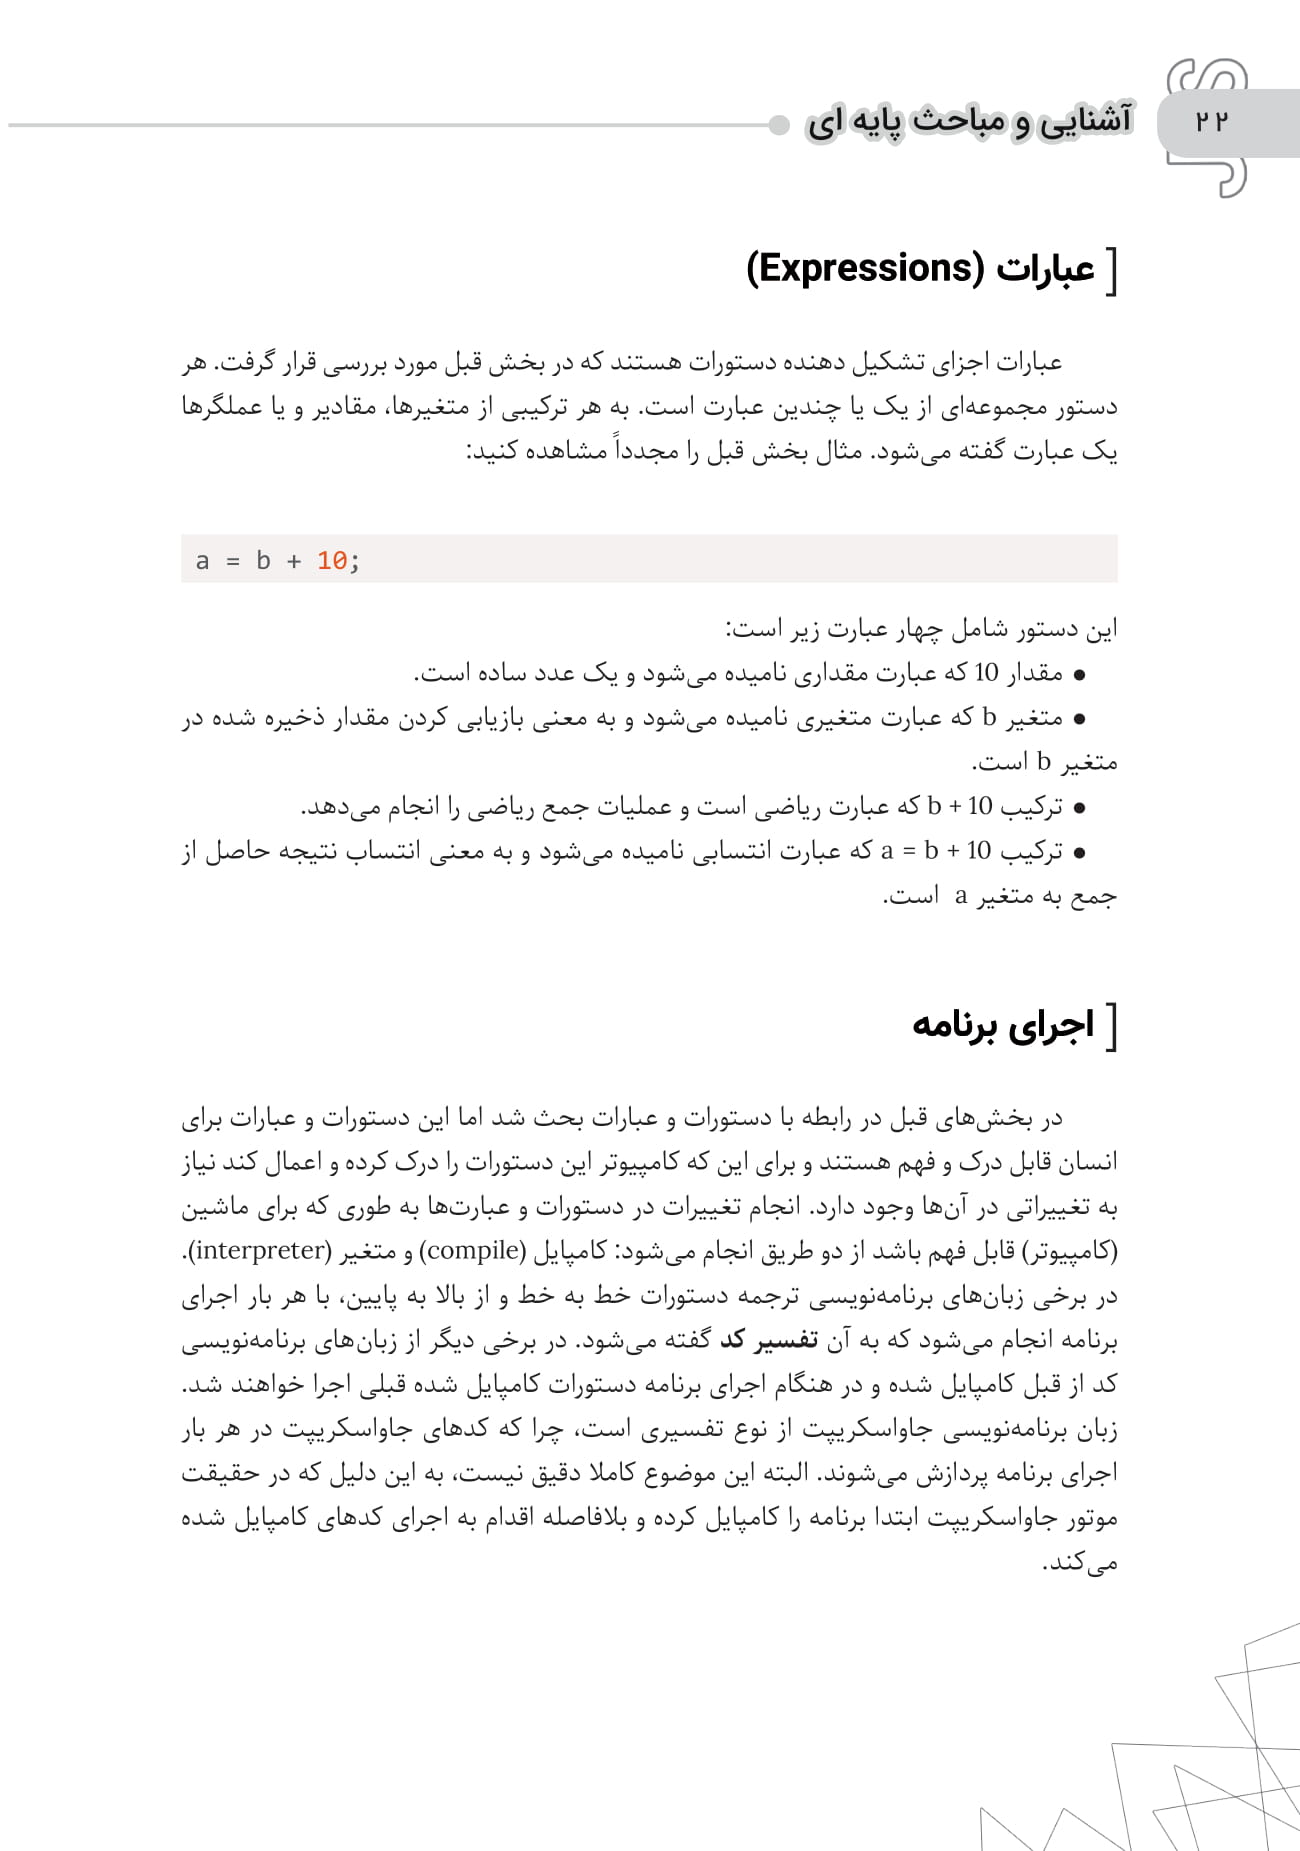 ۲۲
آشنایی و مباحث پایه ای
عبارات (Expressions)
عبارات اجزای تشکیل دهنده دستورات هستند که در بخش قبل مورد بررسی قرار گرفت. هر
دستور مجموعه‌ای از یک یا چندین عبارت است. به هر ترکیبی از متغیرها، مقادیر و یا عملگرها
یک عبارت گفته می‌شود. مثال بخش قبل را مجدداً مشاهده کنید:
a = b + 10;
این دستور شامل چهار عبارت زیر است:
● مقدار 10 که عبارت مقداری نامیده می‌شود و یک عدد ساده است.
● متغیر b که عبارت متغیری نامیده می‌شود و به معنی بازیابی کردن مقدار ذخیره شده در
متغیر b است.
● ترکیب b + 10 که عبارت ریاضی است و عملیات جمع ریاضی را انجام می‌دهد.
● ترکیب a = b + 10 که عبارت انتسابی نامیده می‌شود و به معنی انتساب نتیجه حاصل از
جمع به متغیر a است.
اجرای برنامه
در بخش‌های قبل در رابطه با دستورات و عبارات بحث شد اما این دستورات و عبارات برای
انسان قابل درک و فهم هستند و برای این که کامپیوتر این دستورات را درک کرده و اعمال کند نیاز
به تغییراتی در آن‌ها وجود دارد. انجام تغییرات در دستورات و عبارت‌ها به طوری که برای ماشین
(کامپیوتر) قابل فهم باشد از دو طریق انجام می‌شود: کامپایل (compile) و متغیر (interpreter).
در برخی زبان‌های برنامه‌نویسی ترجمه دستورات خط به خط و از بالا به پایین، با هر بار اجرای
برنامه انجام می‌شود که به آن تفسیر کد گفته می‌شود. در برخی دیگر از زبان‌های برنامه‌نویسی
کد از قبل کامپایل شده و در هنگام اجرای برنامه دستورات کامپایل شده قبلی اجرا خواهند شد.
زبان برنامه‌نویسی جاواسکریپت از نوع تفسیری است، چرا که کدهای جاواسکریپت در هر بار
اجرای برنامه پردازش می‌شوند. البته این موضوع کاملا دقیق نیست، به این دلیل که در حقیقت
موتور جاواسکریپت ابتدا برنامه را کامپایل کرده و بلافاصله اقدام به اجرای کدهای کامپایل شده
می‌کند.